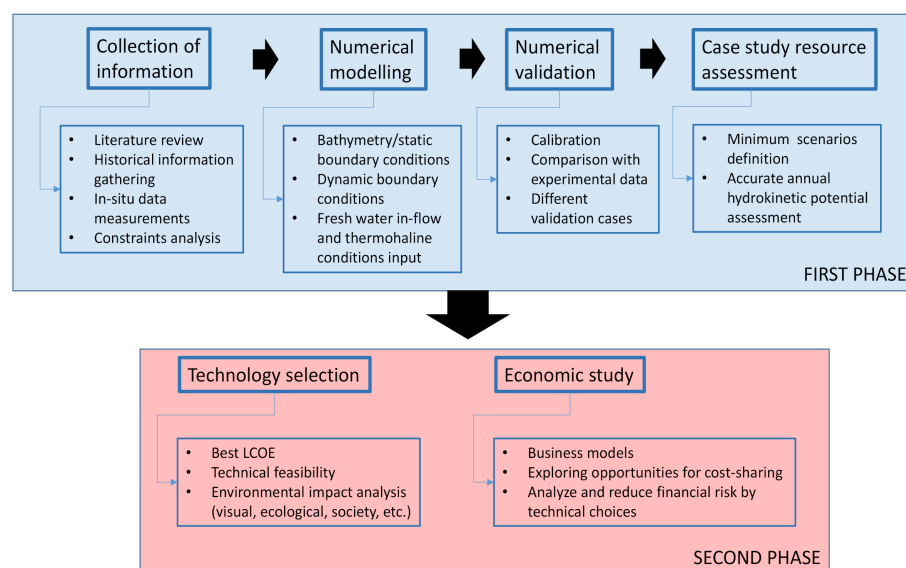 Collection of
information
Numerical
modelling
Numerical
validation
Case study resource
assessment
• Literature review
• Historical information
gathering
• In-situ data
measurements
• Constraints analysis
• Bathymetry/static
boundary conditions
• Dynamic boundary
conditions
• Fresh water in-flow
and thermohaline
conditions input
• Calibration
• Comparison with
experimental data
• Different
validation cases
• Minimum scenarios
definition
• Accurate annual
hydrokinetic potential
assessment
FIRST PHASE
Technology selection
Economic study
• Best LCOE
• Technical feasibility
• Environmental impact analysis
(visual, ecological, society, etc.)
• Business models
• Exploring opportunities for cost-sharing
• Analyze and reduce financial risk by
technical choices
SECOND PHASE